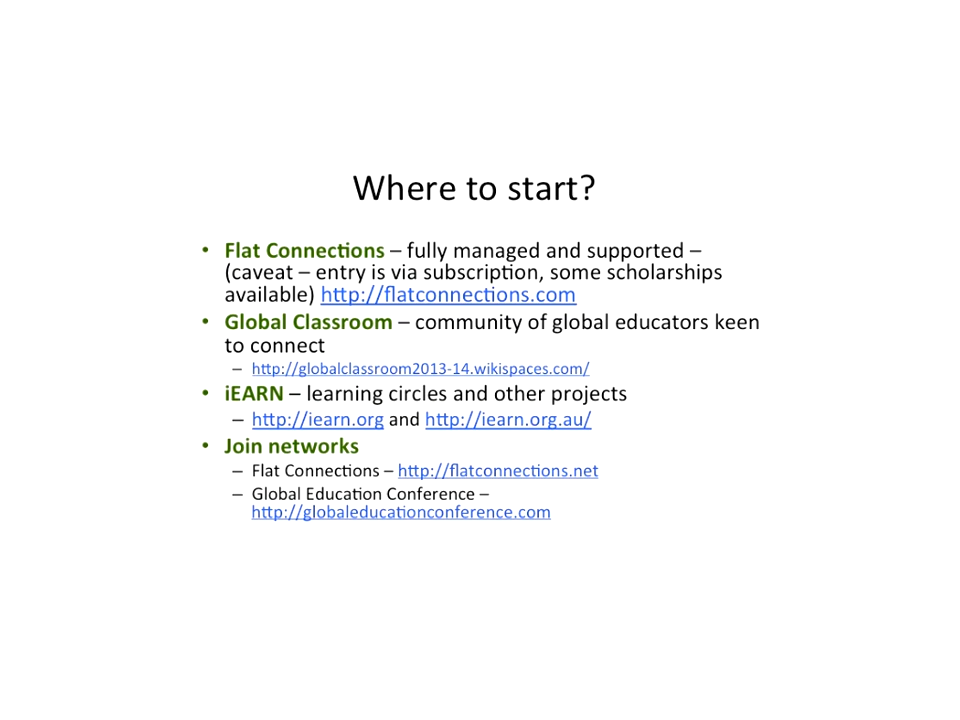 Where to start?
• Flat Connections – fully managed and supported –
(caveat – entry is via subscription, some scholarships
available) http://flatconnections.com
• Global Classroom – community of global educators keen
to connect
– http://globalclassroom2013-14.wikispaces.com/
• iEARN – learning circles and other projects
– http://iearn.org and http://iearn.org.au/
• Join networks
– Flat Connections – http://flatconnections.net
– Global Education Conference –
http://globaleducationconference.com